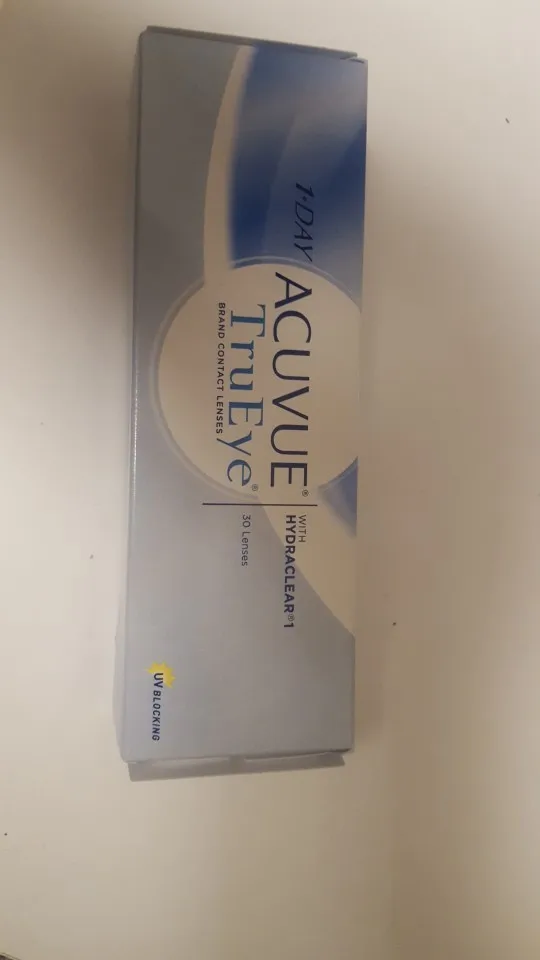 1•DAY
ACUVUE®
TruEye®
BRAND CONTACT LENSES
WITH
HYDRACLEAR®1
30 Lenses
UV BLOCKING